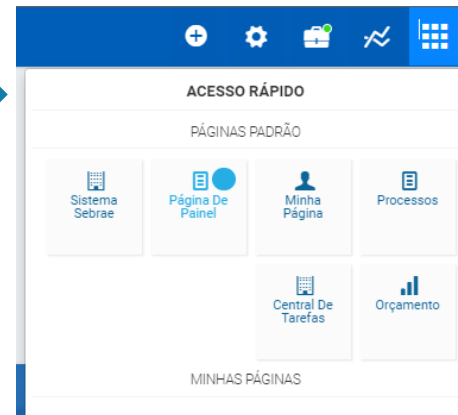 ACESSO RÁPIDO
PÁGINAS PADRÃO
Sistema
Sebrae
Página De
Painel
Minha
Página
Processos
Central De
Tarefas
Orçamento
MINHAS PÁGINAS